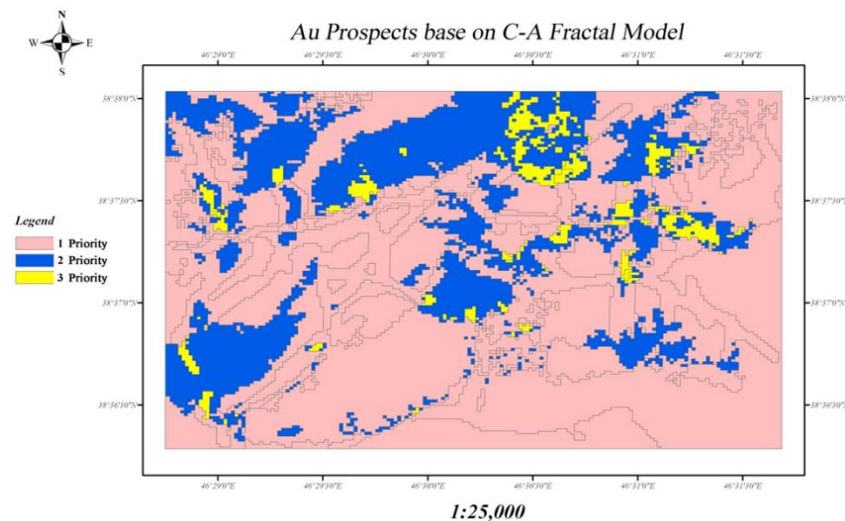 N
W E
S
Au Prospects base on C-A Fractal Model
46°29'0"E 46°29'30"E 46°30'0"E 46°30'30"E 46°31'0"E 46°31'30"E
38°38'0"N 38°38'0"N
38°37'30"N 38°37'30"N
Legend
1 Priority
2 Priority
3 Priority
38°37'0"N 38°37'0"N
38°36'30"N 38°36'30"N
46°29'0"E 46°29'30"E 46°30'0"E 46°30'30"E 46°31'0"E 46°31'30"E
1:25,000